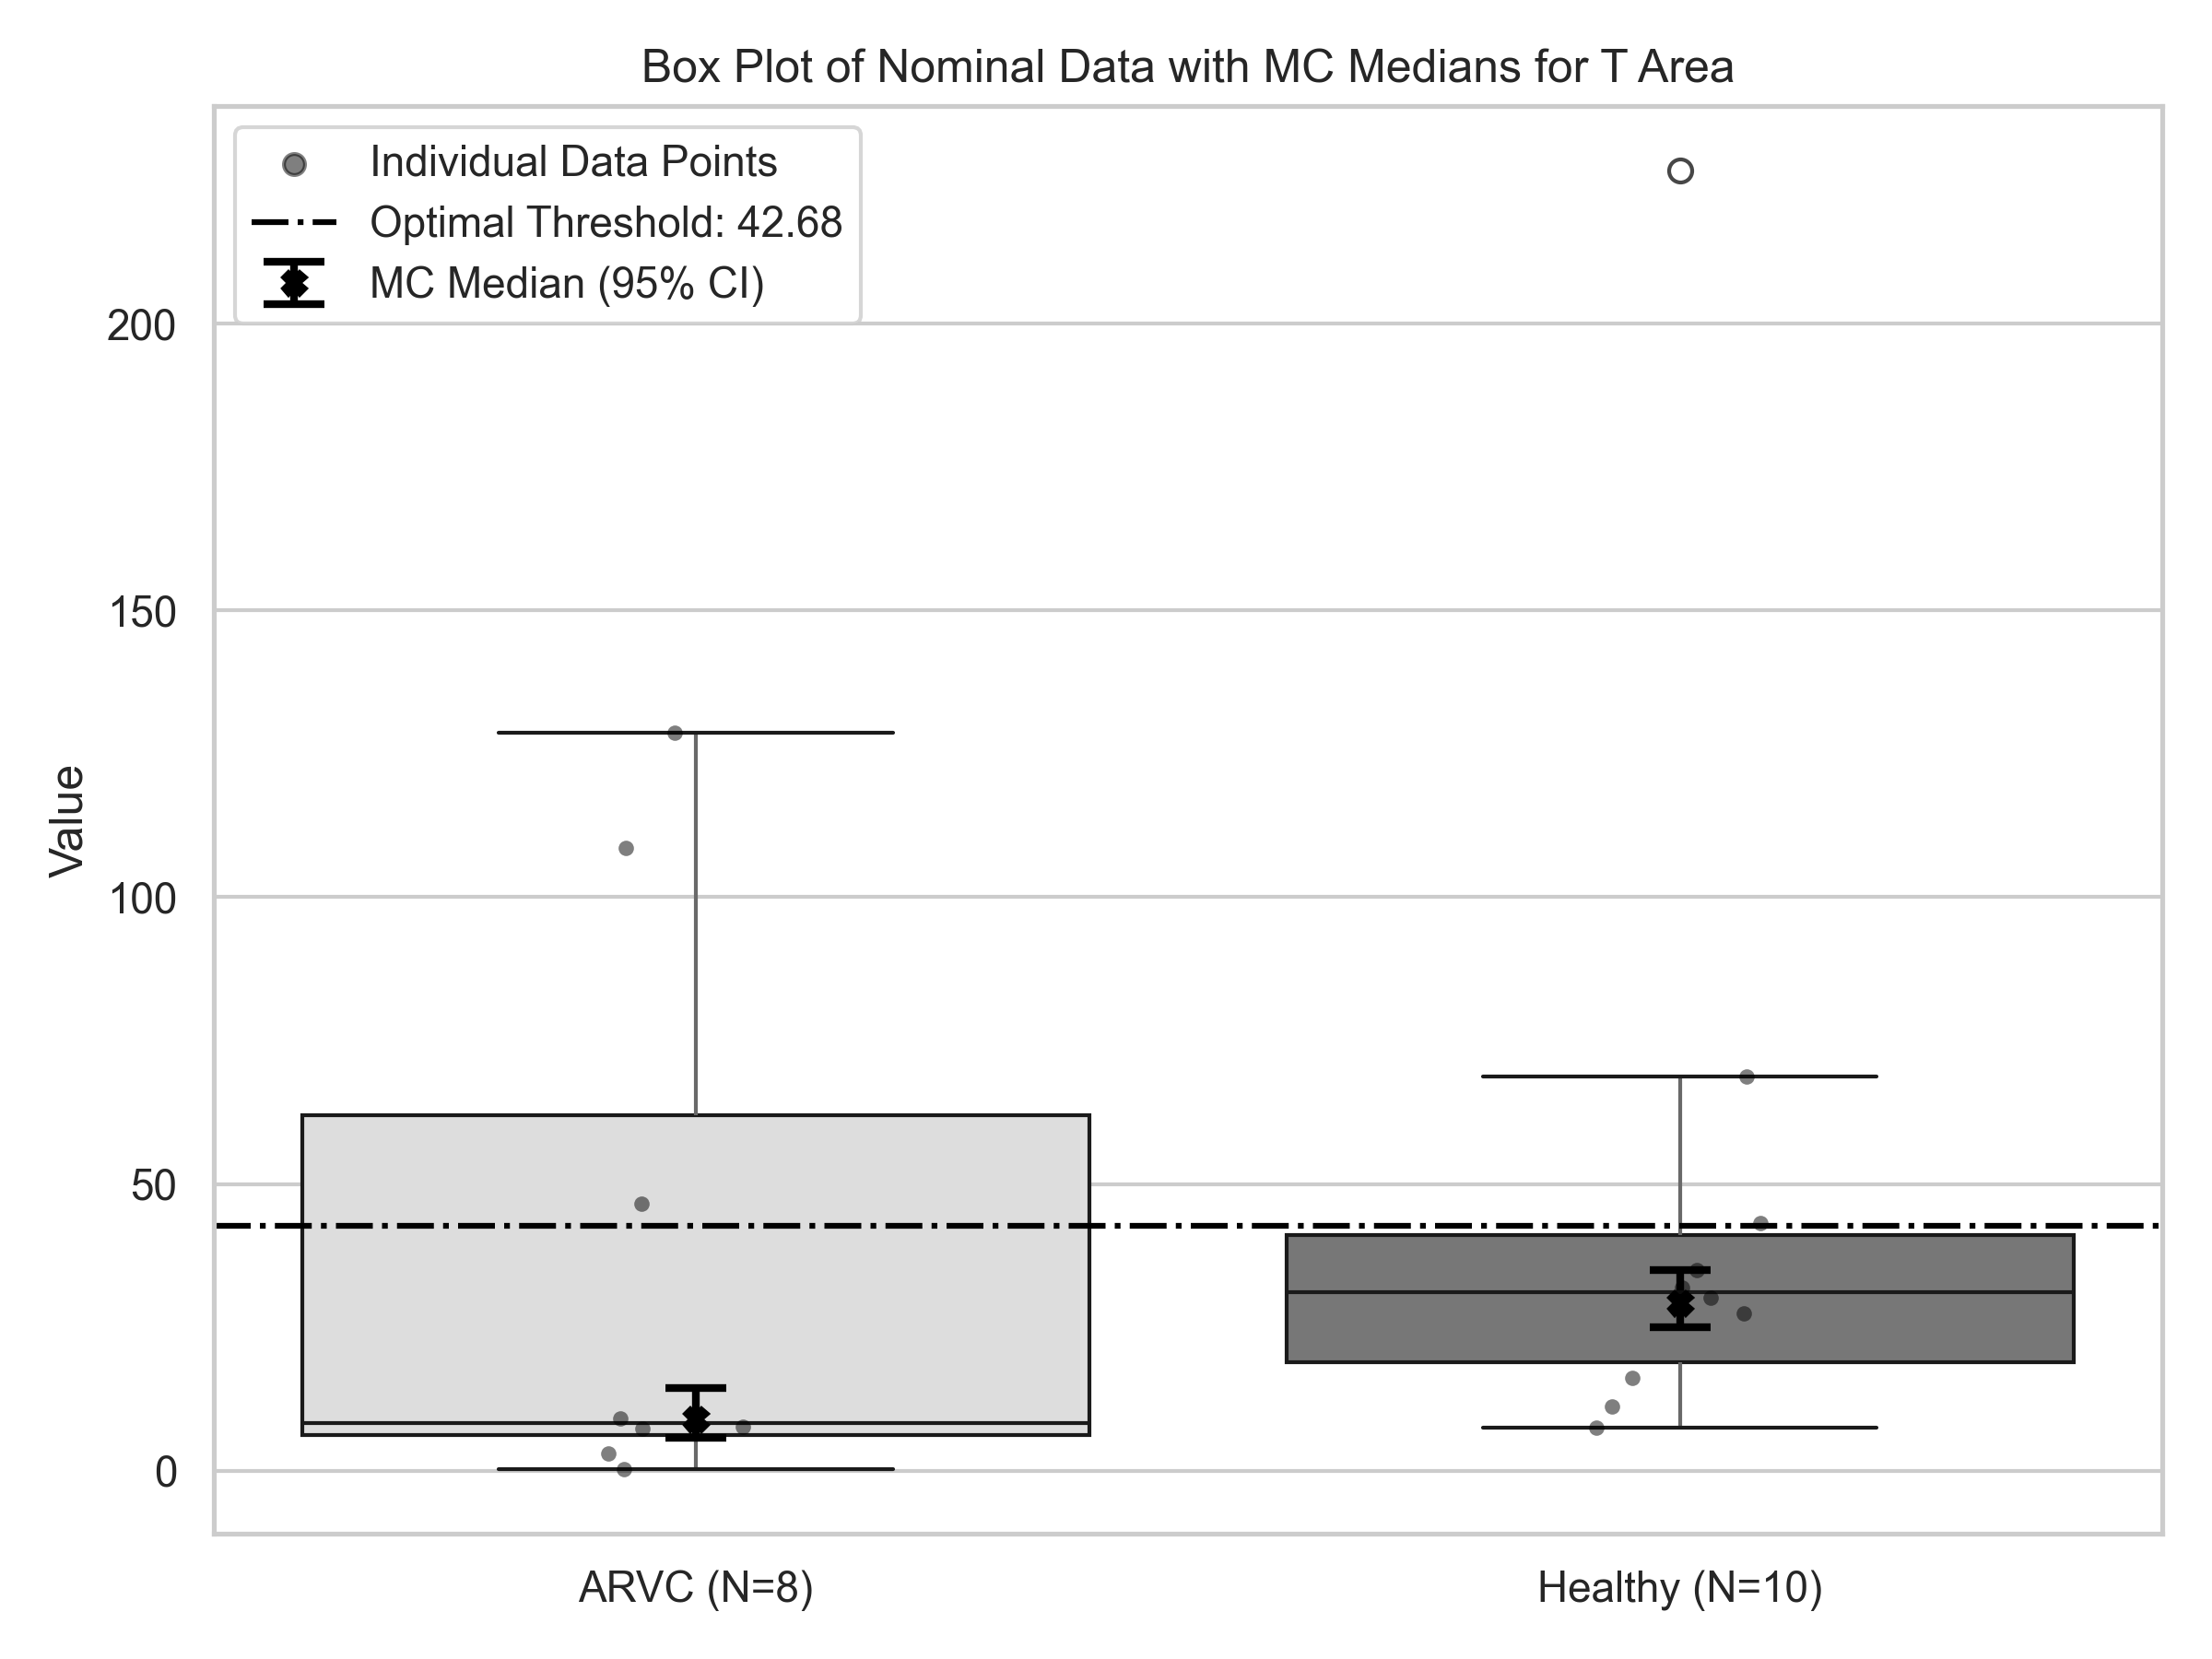 Box Plot of Nominal Data with MC Medians for T Area
Individual Data Points
Optimal Threshold: 42.68
MC Median (95% CI)
200
150
100
50
0
Value
ARVC (N=8)
Healthy (N=10)